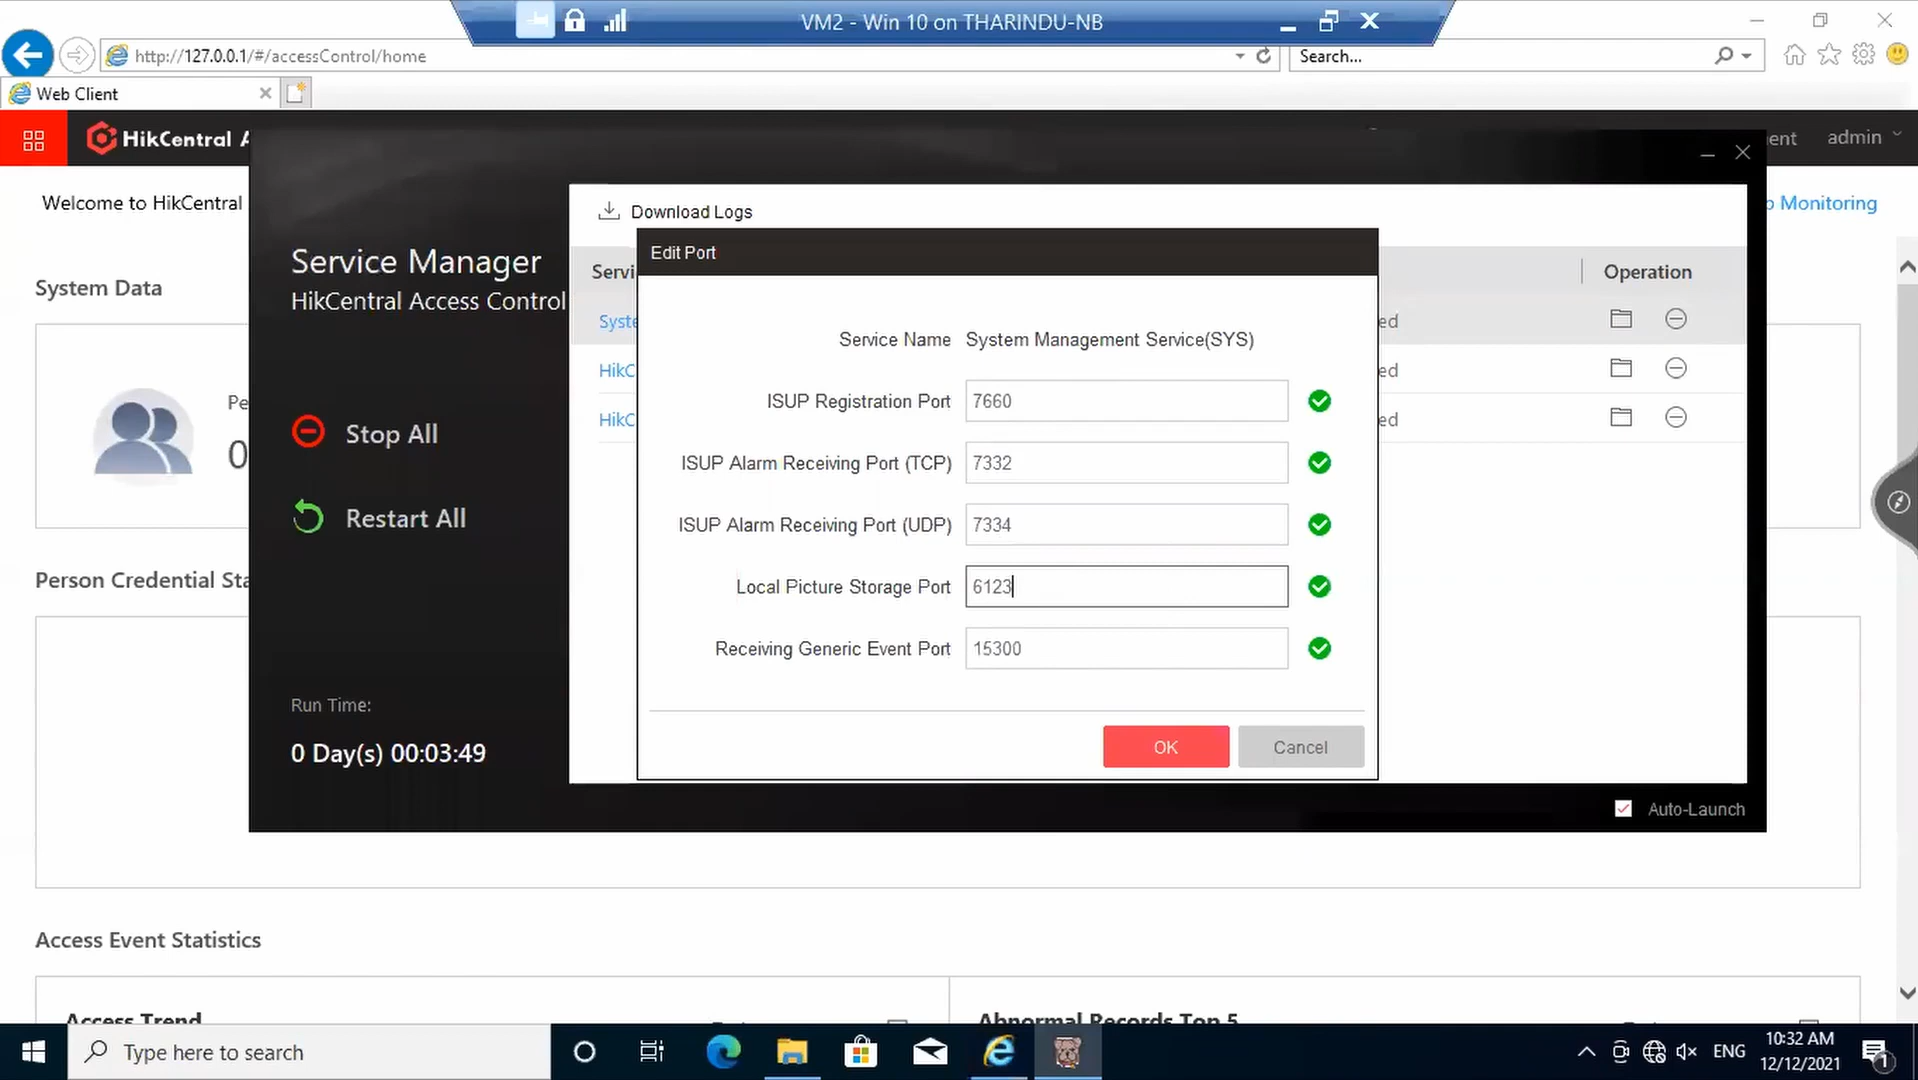 VM2 - Win 10 on THARINDU-NB
http://127.0.0.1/#/accessControl/home
Search...
Web Client
HikCentral A
ent
admin
Welcome to HikCentral
Monitoring
Download Logs
Edit Port
Service Manager
HikCentral Access Control
Servi
Operation
System Data
Syste
ed
Service Name System Management Service(SYS)
HikC
ed
ISUP Registration Port 7660
Pe
0
HikC
ed
Stop All
ISUP Alarm Receiving Port (TCP) 7332
Restart All
ISUP Alarm Receiving Port (UDP) 7334
Person Credential Sta
Local Picture Storage Port 6123
Receiving Generic Event Port 15300
Run Time:
0 Day(s) 00:03:49
OK
Cancel
Auto-Launch
Access Event Statistics
Access Trend
Abnormal Records Top 5
Type here to search
ENG
10:32 AM
12/12/2021
1